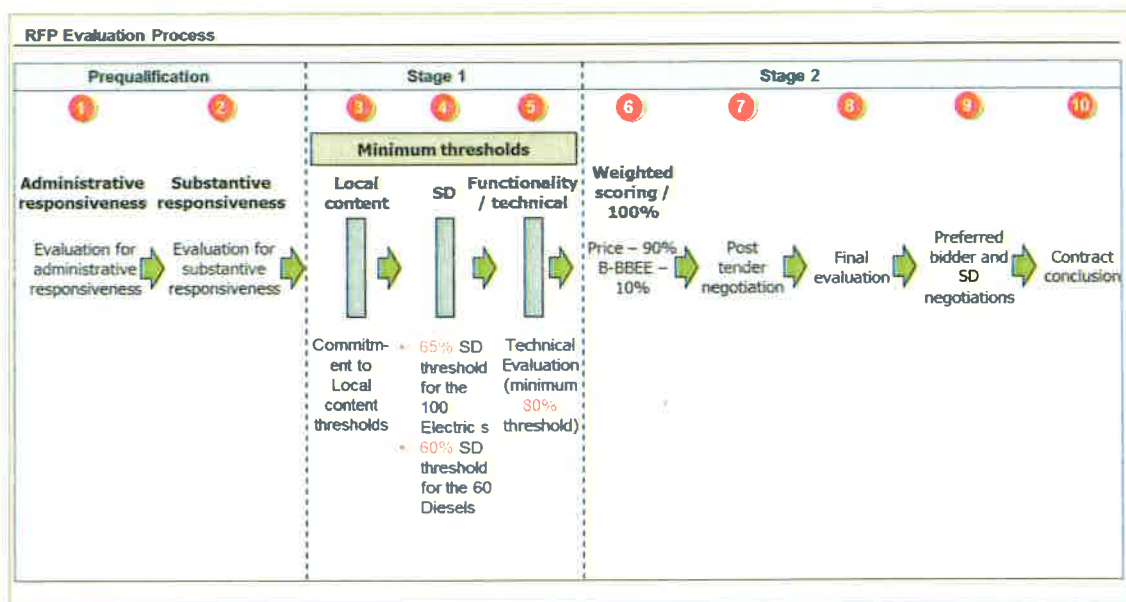 RFP Evaluation Process
Prequalification
Stage 1
Stage 2
1
2
3
4
5
6
7
8
9
10
Minimum thresholds
Administrative
responsiveness
Substantive
responsiveness
Local
content
SD
Functionality
/ technical
Weighted
scoring /
100%
Evaluation for
administrative
responsiveness
Evaluation for
substantive
responsiveness
Price – 90%
B-BBEE –
10%
Post
tender
negotiation
Final
evaluation
Preferred
bidder and
SD
negotiations
Contract
conclusion
Commitm-
ent to
Local
content
thresholds
• 65% SD
threshold
for the
100
Electric s
• 60% SD
threshold
for the 60
Diesels
Technical
Evaluation
(minimum
80%
threshold)